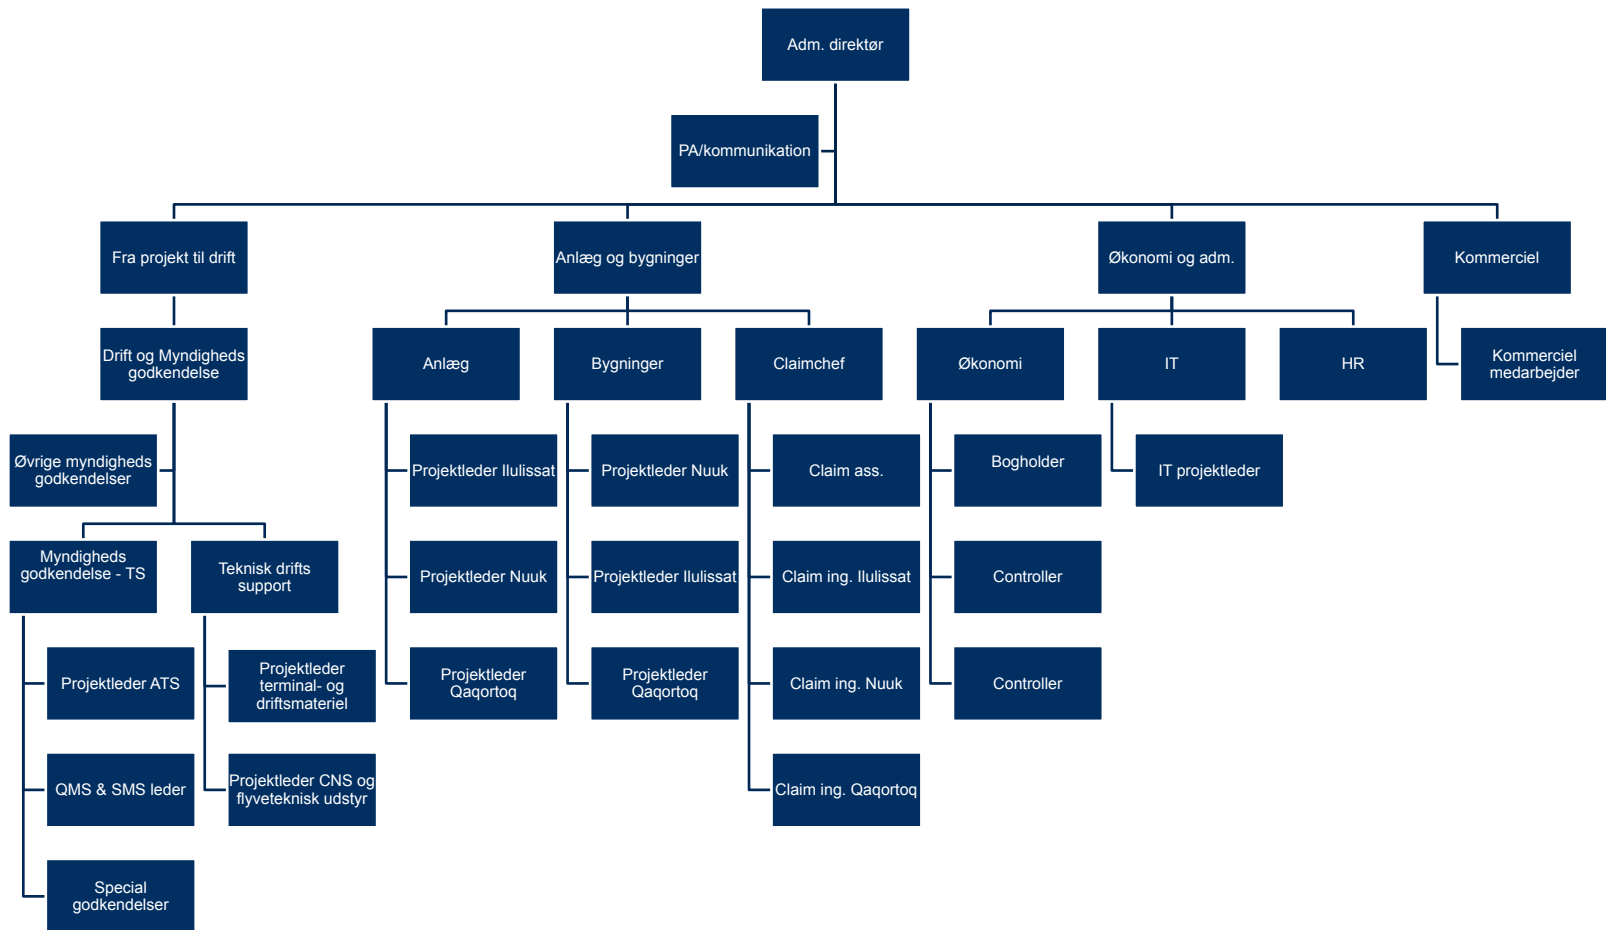 Adm. direktør
PA/kommunikation
Fra projekt til drift
Anlæg og bygninger
Økonomi og adm.
Kommerciel
Drift og Myndigheds
godkendelse
Anlæg
Bygninger
Claimchef
Økonomi
IT
HR
Kommerciel
medarbejder
Øvrige myndigheds
godkendelser
Projektleder Ilulissat
Projektleder Nuuk
Claim ass.
Bogholder
IT projektleder
Myndigheds
godkendelse - TS
Teknisk drifts
support
Projektleder Nuuk
Projektleder Ilulissat
Claim ing. Ilulissat
Controller
Projektleder ATS
Projektleder
terminal- og
driftsmateriel
Projektleder
Qaqortoq
Projektleder
Qaqortoq
Claim ing. Nuuk
Controller
QMS & SMS leder
Projektleder CNS og
flyveteknisk udstyr
Claim ing. Qaqortoq
Special
godkendelser